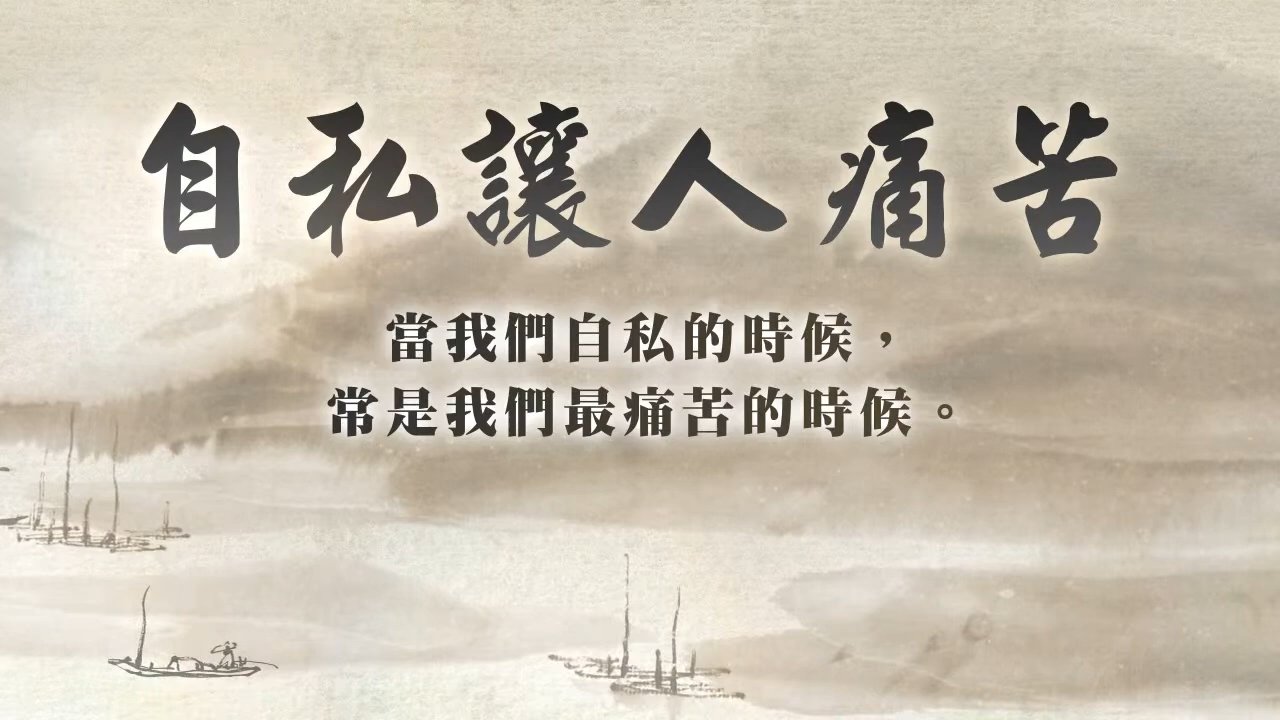 自私讓人痛苦
當我們自私的時候，
常是我們最痛苦的時候。